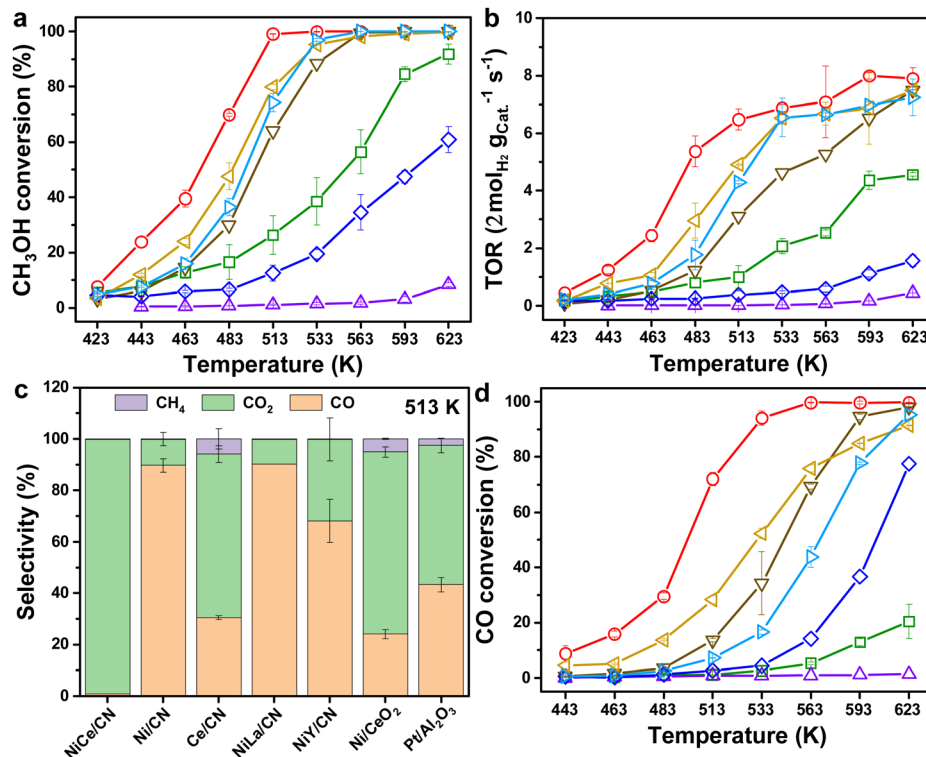 a
CH₃OH conversion (%)
100
80
60
40
20
0
423 443 463 483 513 533 563 593 623
Temperature (K)
b
TOR (2mol_H₂ g_Cat.⁻¹ s⁻¹)
10
8
6
4
2
0
423 443 463 483 513 533 563 593 623
Temperature (K)
c
CH₄ CO₂ CO 513 K
Selectivity (%)
120
100
80
60
40
20
0
NiCe/CN Ni/CN Ce/CN NiLa/CN NiY/CN Ni/CeO₂ Pt/Al₂O₃
d
CO conversion (%)
100
80
60
40
20
0
443 463 483 513 533 563 593 623
Temperature (K)